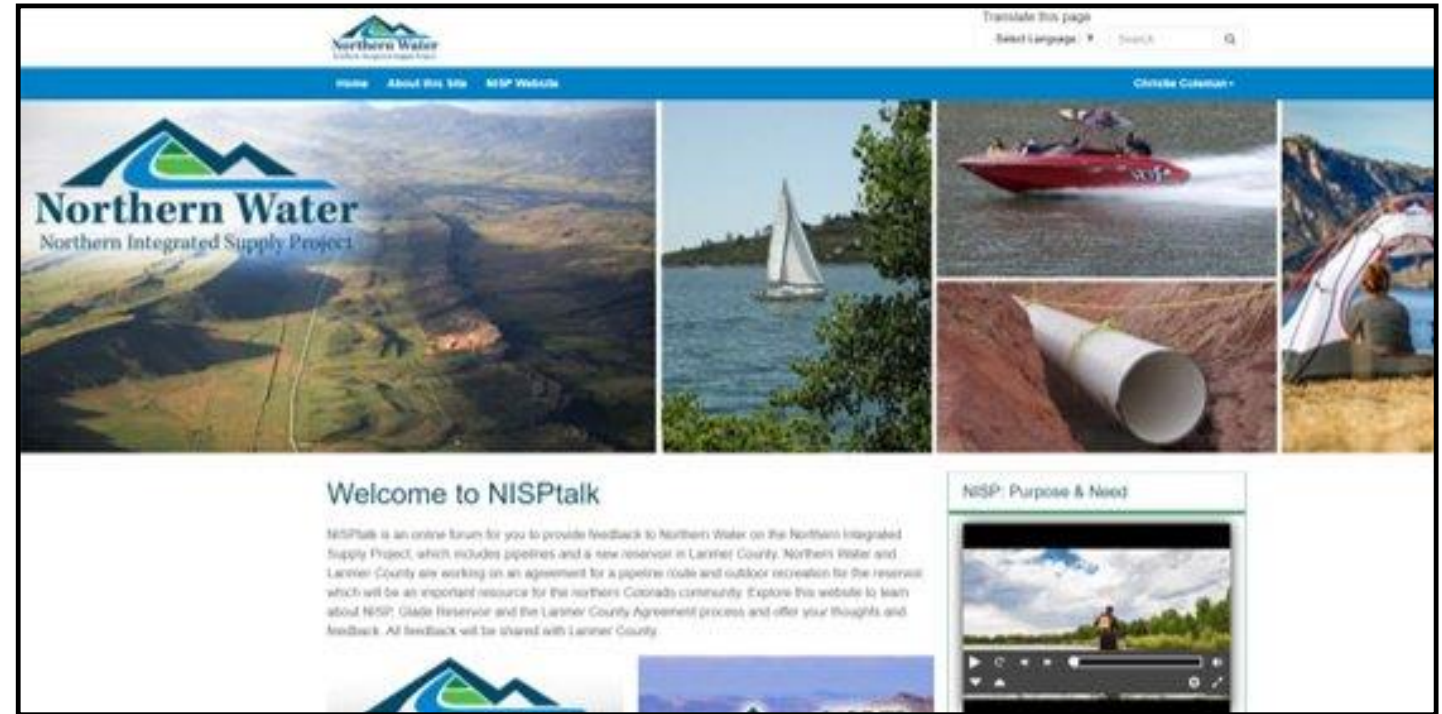 Northern Water
Translate this page
Select Language ▼ Search
Home About this Site NISP Website Christie Coleman
Northern Water
Northern Integrated Supply Project
Welcome to NISPtalk
NISPtalk is an online forum for you to provide feedback to Northern Water on the Northern Integrated
Supply Project, which includes pipelines and a new reservoir in Larimer County. Northern Water and
Larimer County are working on an agreement for a pipeline route and outdoor recreation for the reservoir
which will be an important resource for the northern Colorado community. Explore this website to learn
about NISP, Glade Reservoir and the Larimer County Agreement process and offer your thoughts and
feedback. All feedback will be shared with Larimer County.
NISP: Purpose & Need